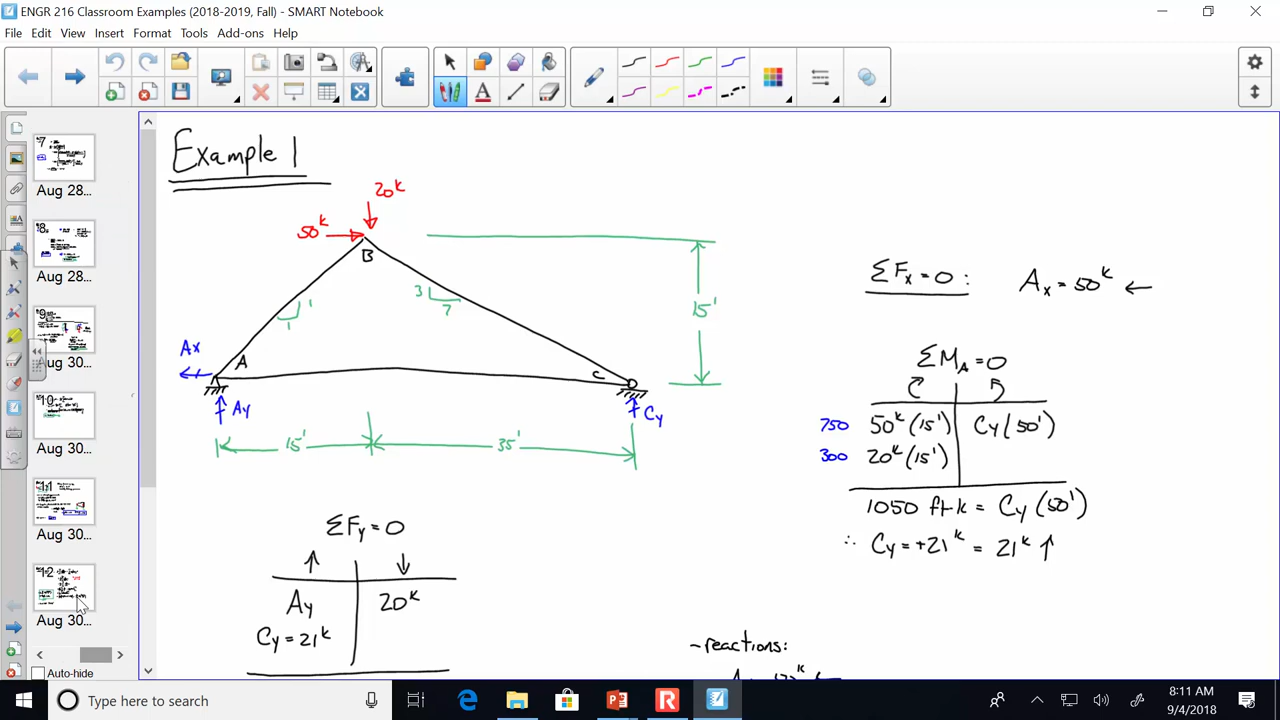 ENGR 216 Classroom Examples (2018-2019, Fall) - SMART Notebook
File Edit View Insert Format Tools Add-ons Help
Aug 28...
Aug 28...
Aug 30...
Aug 30...
Aug 30...
Aug 30...
Auto-hide
Example 1
20k
50k
B
3
7
1
1
15'
Ax
A
C
Ay
Cy
15'
35'
ΣFx = 0 :
Ax = 50k ←
ΣMA = 0
750 50k (15') Cy (50')
300 20k (15')
1050 ft·k = Cy (50')
∴ Cy = +21k = 21k ↑
ΣFy = 0
↑ ↓
Ay 20k
Cy = 21k
~reactions:
Type here to search
8:11 AM
9/4/2018